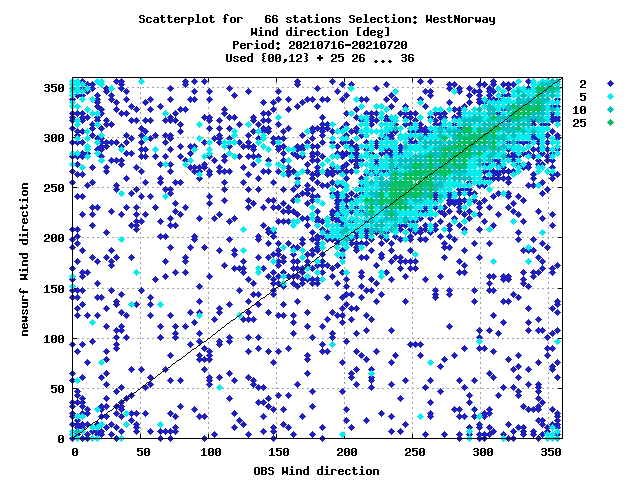 Scatterplot for   66 stations Selection: WestNorway
Wind direction [deg]
Period: 20210716-20210720
Used {00,12} + 25 26 ... 36
2
5
10
25
newsurf Wind direction
350
300
250
200
150
100
50
0
0 50 100 150 200 250 300 350
OBS Wind direction